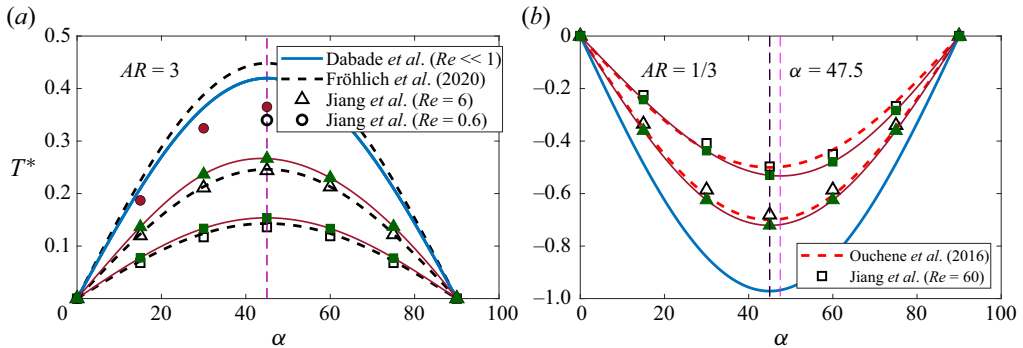 (a)
0.5
0.4
0.3
0.2
0.1
T*
AR = 3
Dabade et al. (Re << 1)
Fröhlich et al. (2020)
Jiang et al. (Re = 6)
Jiang et al. (Re = 0.6)
0 20 40 60 80 100
α
(b)
0
−0.2
−0.4
−0.6
−0.8
−1.0
AR = 1/3
α = 47.5
Ouchene et al. (2016)
Jiang et al. (Re = 60)
0 20 40 60 80 100
α